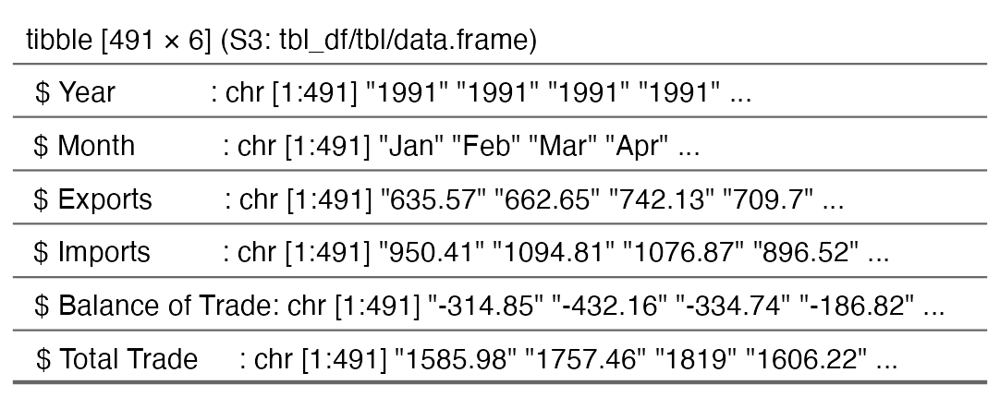 tibble [491 × 6] (S3: tbl_df/tbl/data.frame)
$ Year : chr [1:491] "1991" "1991" "1991" "1991" ...
$ Month : chr [1:491] "Jan" "Feb" "Mar" "Apr" ...
$ Exports : chr [1:491] "635.57" "662.65" "742.13" "709.7" ...
$ Imports : chr [1:491] "950.41" "1094.81" "1076.87" "896.52" ...
$ Balance of Trade: chr [1:491] "-314.85" "-432.16" "-334.74" "-186.82" ...
$ Total Trade : chr [1:491] "1585.98" "1757.46" "1819" "1606.22" ...